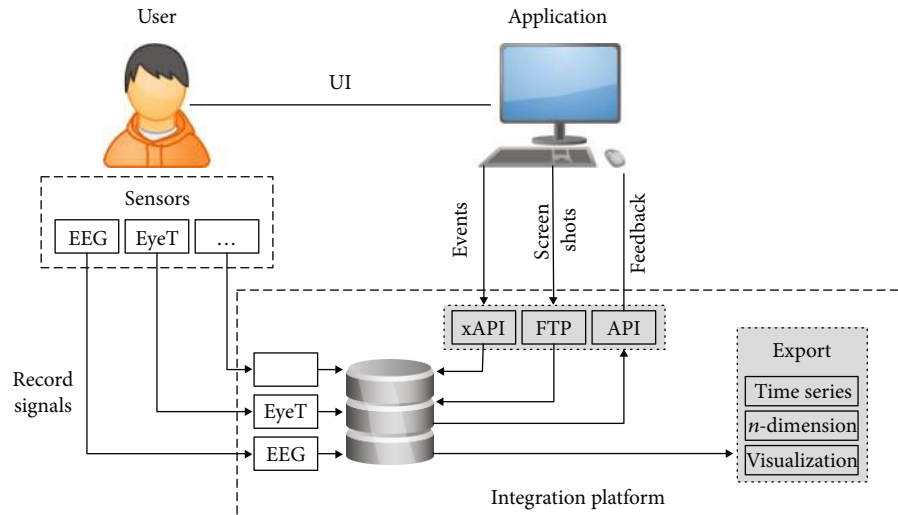 User
Application
UI
Sensors
EEG
EyeT
...
Events
Screen
shots
Feedback
xAPI
FTP
API
Record
signals
EyeT
EEG
Export
Time series
n-dimension
Visualization
Integration platform